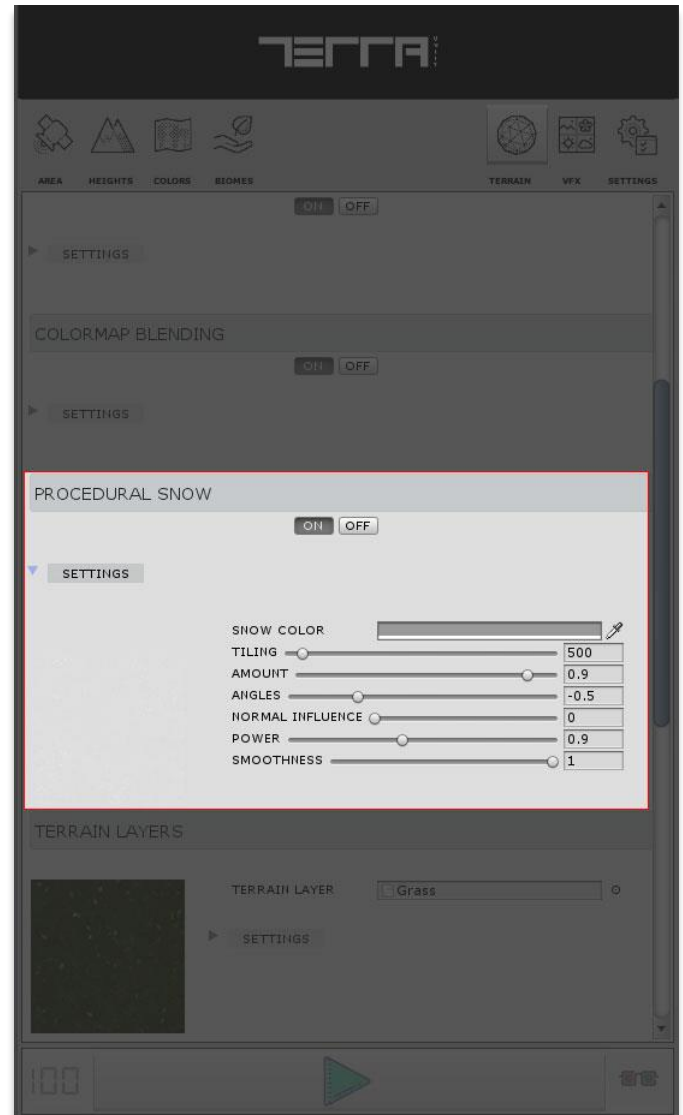 TERRA UNITY
AREA HEIGHTS COLORS BIOMES TERRAIN VFX SETTINGS
ON OFF
SETTINGS
COLORMAP BLENDING
ON OFF
SETTINGS
PROCEDURAL SNOW
ON OFF
SETTINGS
SNOW COLOR
TILING 500
AMOUNT 0.9
ANGLES -0.5
NORMAL INFLUENCE 0
POWER 0.9
SMOOTHNESS 1
TERRAIN LAYERS
TERRAIN LAYER Grass
SETTINGS
100